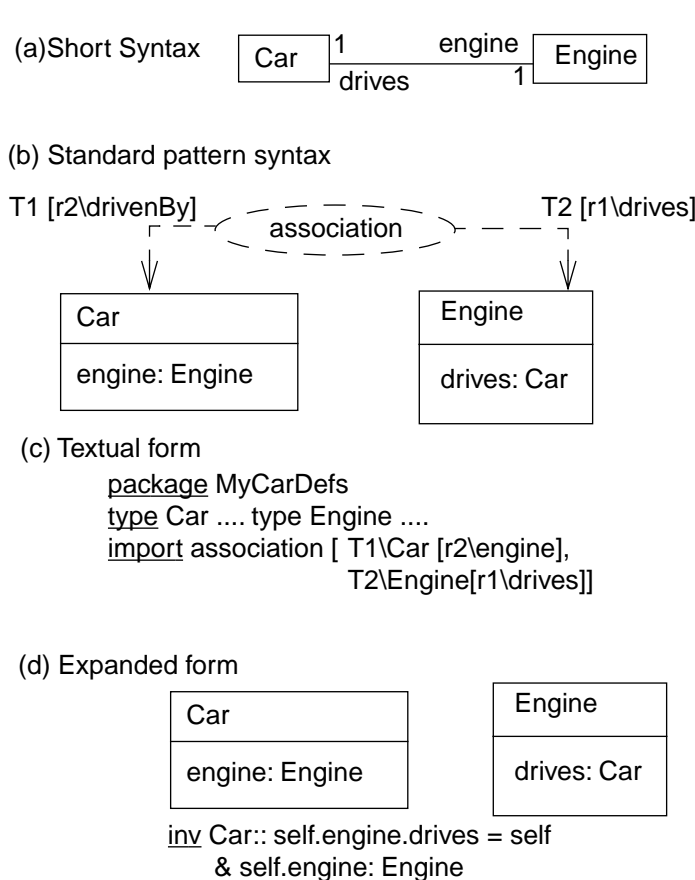 (a)Short Syntax
Car 1 engine Engine
drives 1
(b) Standard pattern syntax
T1 [r2\drivenBy] T2 [r1\drives]
association
Car Engine
engine: Engine drives: Car
(c) Textual form
package MyCarDefs
type Car .... type Engine ....
import association [ T1\Car [r2\engine],
T2\Engine[r1\drives]]
(d) Expanded form
Car Engine
engine: Engine drives: Car
inv Car:: self.engine.drives = self
& self.engine: Engine